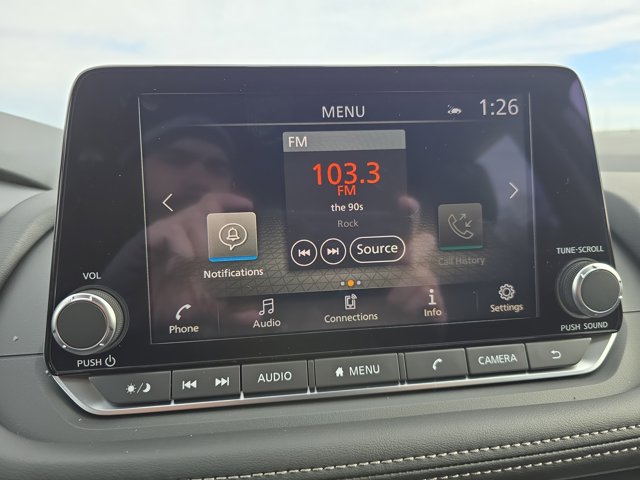 MENU
1:26
FM
103.3
FM
the 90s
Rock
Source
Notifications
Call History
Phone
Audio
Connections
Info
Settings
VOL
PUSH
TUNE-SCROLL
PUSH SOUND
AUDIO
MENU
CAMERA